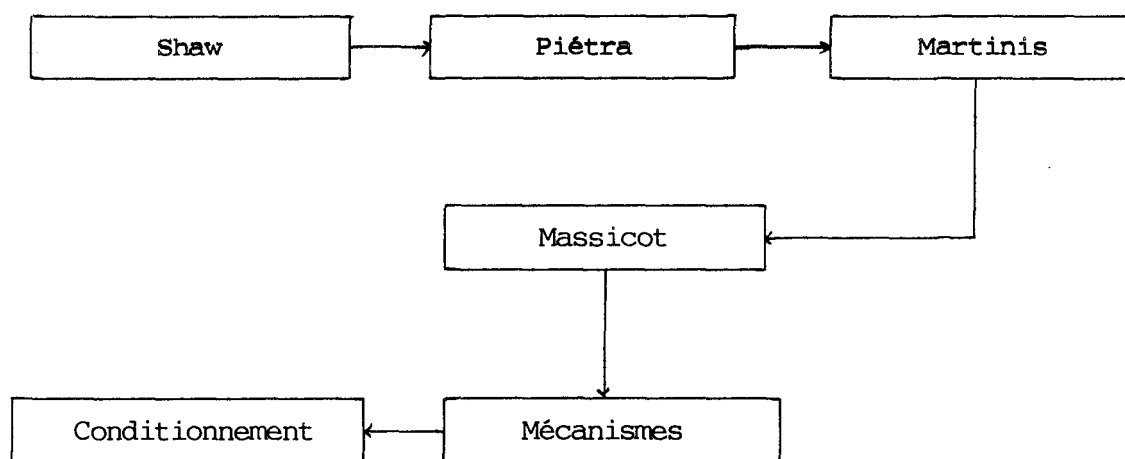 Shaw
Piétra
Martinis
Massicot
Mécanismes
Conditionnement